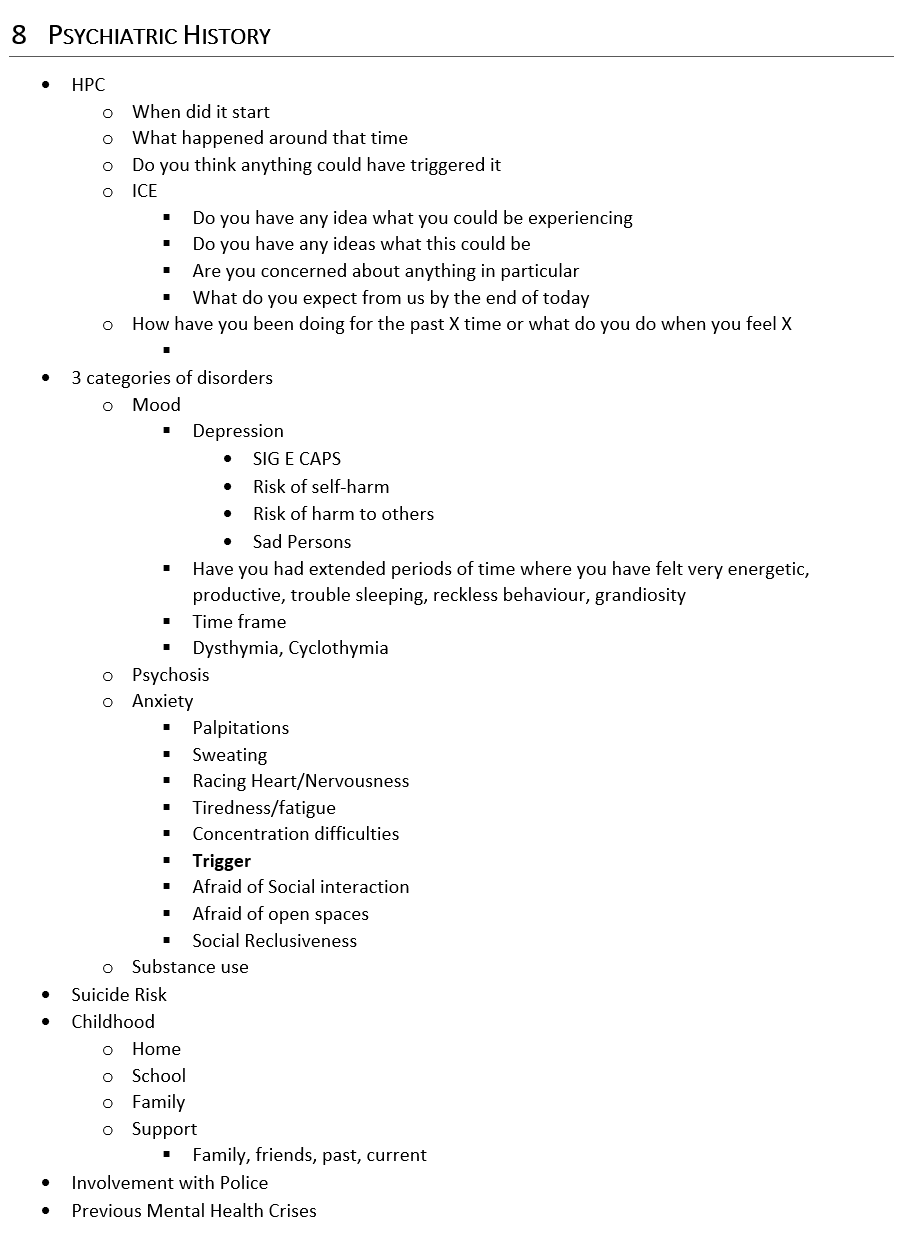 8 PSYCHIATRIC HISTORY
• HPC
o When did it start
o What happened around that time
o Do you think anything could have triggered it
o ICE
▪ Do you have any idea what you could be experiencing
▪ Do you have any ideas what this could be
▪ Are you concerned about anything in particular
▪ What do you expect from us by the end of today
o How have you been doing for the past X time or what do you do when you feel X
▪
• 3 categories of disorders
o Mood
▪ Depression
• SIG E CAPS
• Risk of self-harm
• Risk of harm to others
• Sad Persons
▪ Have you had extended periods of time where you have felt very energetic,
productive, trouble sleeping, reckless behaviour, grandiosity
▪ Time frame
▪ Dysthymia, Cyclothymia
o Psychosis
o Anxiety
▪ Palpitations
▪ Sweating
▪ Racing Heart/Nervousness
▪ Tiredness/fatigue
▪ Concentration difficulties
▪ Trigger
▪ Afraid of Social interaction
▪ Afraid of open spaces
▪ Social Reclusiveness
o Substance use
• Suicide Risk
• Childhood
o Home
o School
o Family
o Support
▪ Family, friends, past, current
• Involvement with Police
• Previous Mental Health Crises